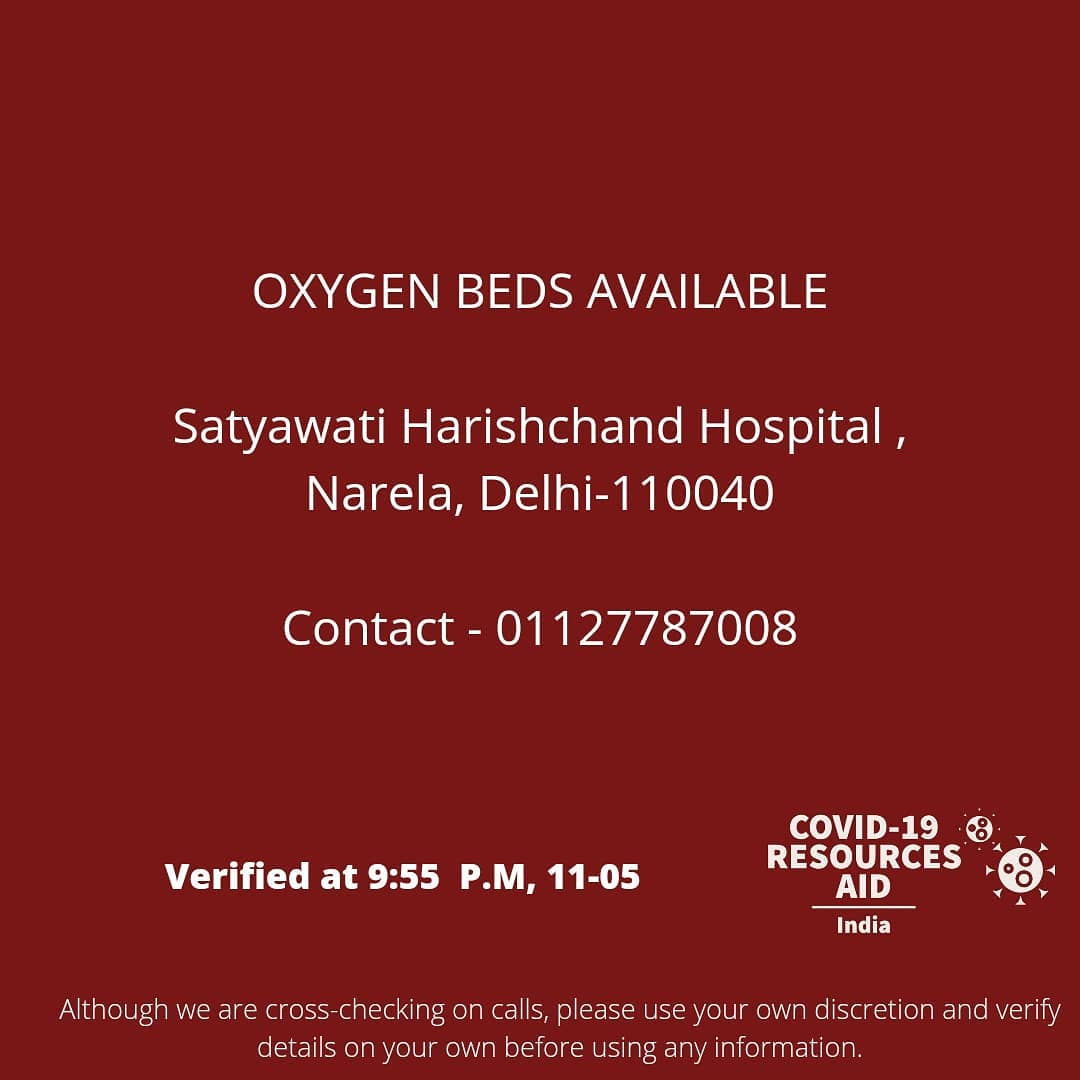 OXYGEN BEDS AVAILABLE
Satyawati Harishchand Hospital ,
Narela, Delhi-110040
Contact - 01127787008
Verified at 9:55 P.M, 11-05
COVID-19
RESOURCES
AID
India
Although we are cross-checking on calls, please use your own discretion and verify
details on your own before using any information.